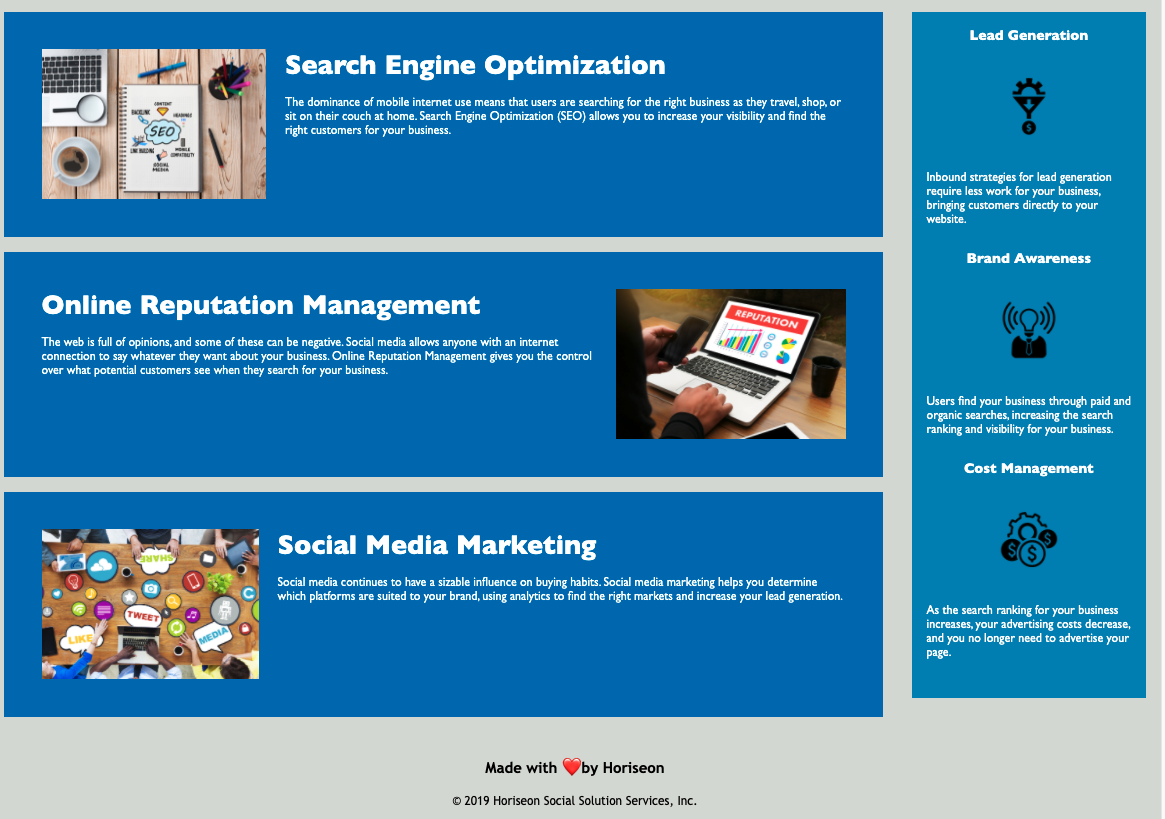 Search Engine Optimization
The dominance of mobile internet use means that users are searching for the right business as they travel, shop, or
sit on their couch at home. Search Engine Optimization (SEO) allows you to increase your visibility and find the
right customers for your business.
CONTENT
BACKLINK
HEADINGS
SEO
LINK BUILDING
MOBILE
COMPATIBILITY
SOCIAL
MEDIA
Online Reputation Management
The web is full of opinions, and some of these can be negative. Social media allows anyone with an internet
connection to say whatever they want about your business. Online Reputation Management gives you the control
over what potential customers see when they search for your business.
REPUTATION
Social Media Marketing
Social media continues to have a sizable influence on buying habits. Social media marketing helps you determine
which platforms are suited to your brand, using analytics to find the right markets and increase your lead generation.
SHARE
TWEET
LIKE
MEDIA
Lead Generation
$
Inbound strategies for lead generation
require less work for your business,
bringing customers directly to your
website.
Brand Awareness
Users find your business through paid and
organic searches, increasing the search
ranking and visibility for your business.
Cost Management
$ $ $
As the search ranking for your business
increases, your advertising costs decrease,
and you no longer need to advertise your
page.
Made with ❤️by Horiseon
© 2019 Horiseon Social Solution Services, Inc.